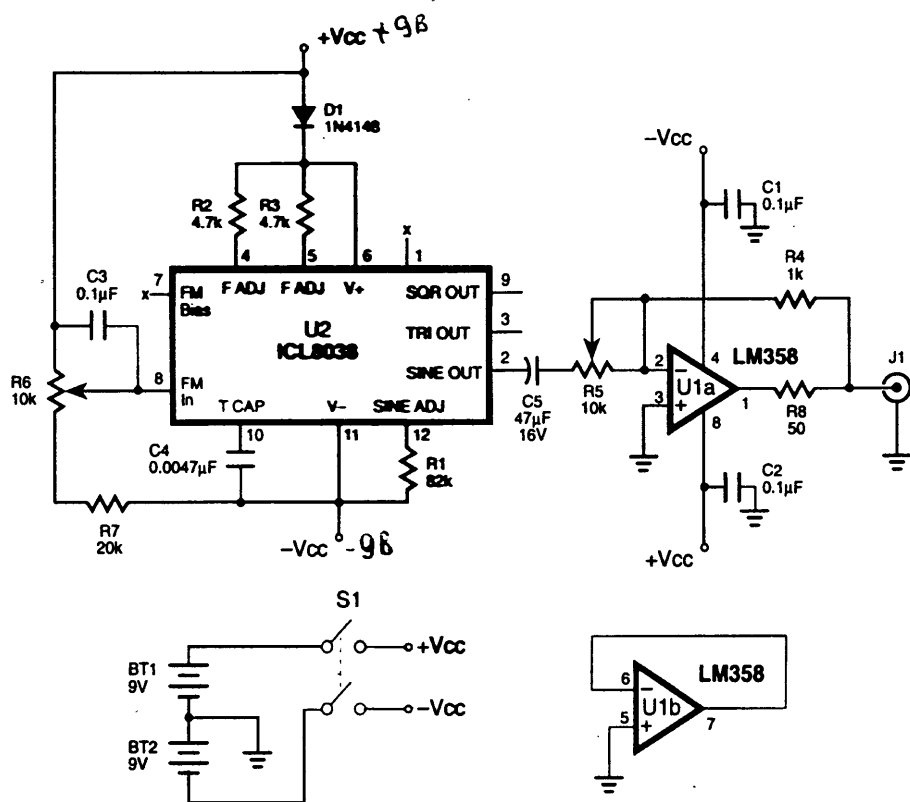 +Vcc +9В
D1
1N4148
-Vcc
C1
0.1µF
R2
4.7k
R3
4.7k
x
4
5
6
1
C3
0.1µF
R4
1k
7
x
FM
Bias
F ADJ
F ADJ
V+
SQR OUT
9
U2
ICL8038
TRI OUT
3
SINE OUT
2
LM358
J1
R6
10k
8
FM
In
T CAP
V-
SINE ADJ
C5
47µF
16V
R5
10k
2
-
4
U1a
3
+
1
8
R8
50
10
11
12
C4
0.0047µF
R1
82k
C2
0.1µF
R7
20k
-Vcc -9В
+Vcc
S1
BT1
9V
+Vcc
-Vcc
BT2
9V
LM358
6
-
U1b
5
+
7